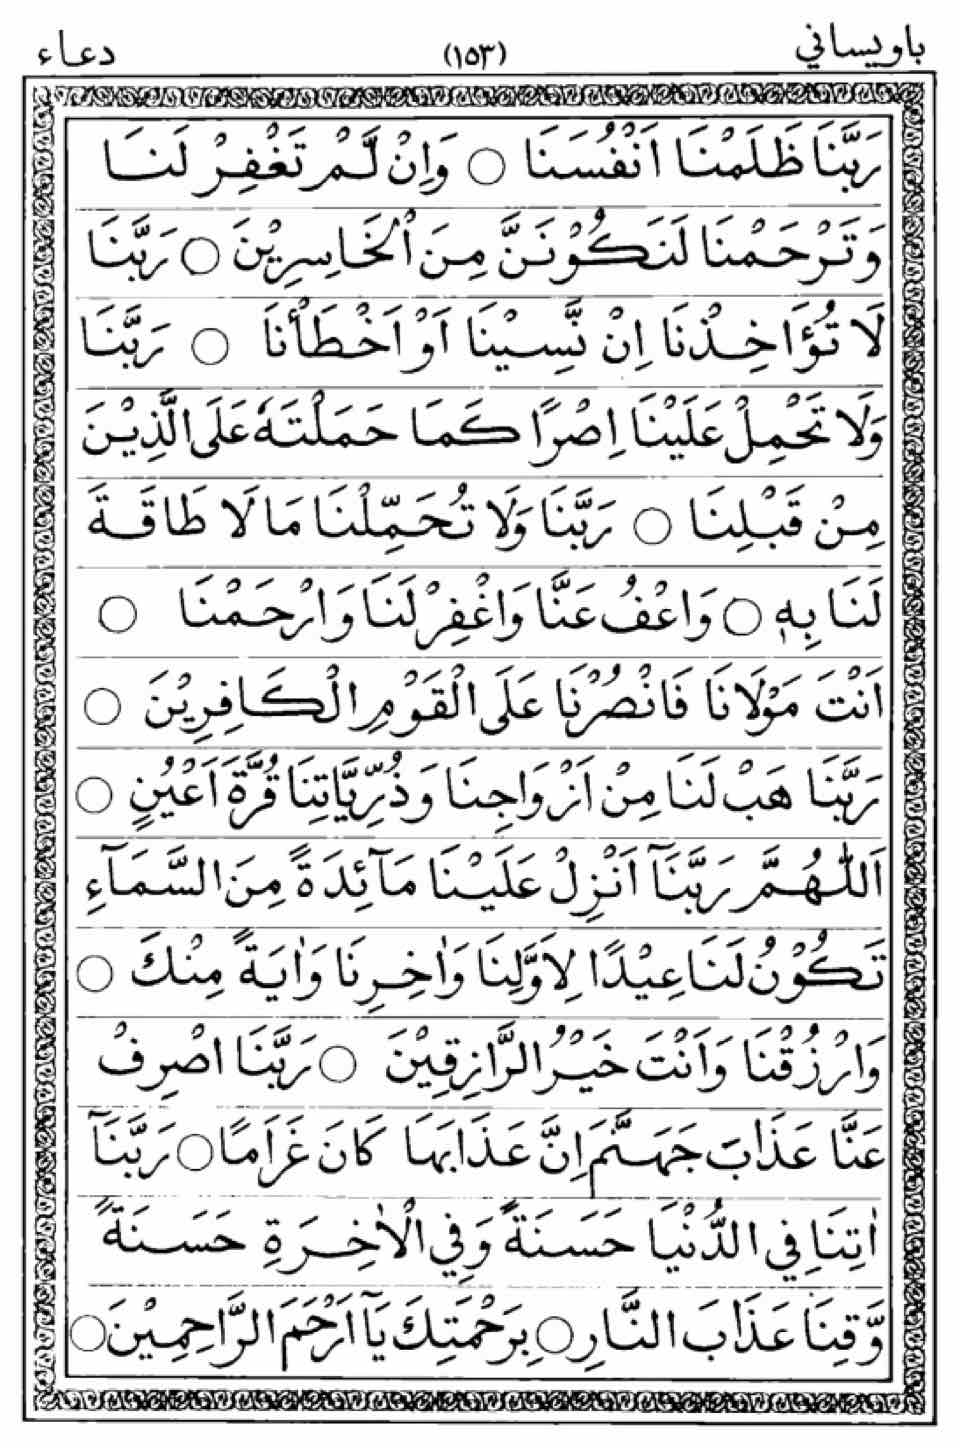 باويساني (١٥٣) دعاء
رَبَّنَا ظَلَمْنَا اَنْفُسَنَا ○ وَاِنْ لَّمْ تَغْفِرْ لَنَا
وَتَرْحَمْنَا لَنَكُوْنَنَّ مِنَ الْخَاسِرِيْنَ ○ رَبَّنَا
لَا تُؤَاخِذْنَا اِنْ نَّسِيْنَا اَوْ اَخْطَأْنَا ○ رَبَّنَا
وَلَا تَحْمِلْ عَلَيْنَا اِصْرًا كَمَا حَمَلْتَهٗ عَلَى الَّذِيْنَ
مِنْ قَبْلِنَا ○ رَبَّنَا وَلَا تُحَمِّلْنَا مَا لَا طَاقَةَ
لَنَا بِهٖ ○ وَاعْفُ عَنَّا وَاغْفِرْ لَنَا وَارْحَمْنَا ○
اَنْتَ مَوْلَانَا فَانْصُرْنَا عَلَى الْقَوْمِ الْكَافِرِيْنَ ○
رَبَّنَا هَبْ لَنَا مِنْ اَزْوَاجِنَا وَذُرِّيَّاتِنَا قُرَّةَ اَعْيُنٍ ○
اَللّٰهُمَّ رَبَّنَآ اَنْزِلْ عَلَيْنَا مَآئِدَةً مِنَ السَّمَآءِ
تَكُوْنُ لَنَا عِيْدًا لِاَوَّلِنَا وَاٰخِرِنَا وَاٰيَةً مِنْكَ ○
وَارْزُقْنَا وَاَنْتَ خَيْرُ الرَّازِقِيْنَ ○ رَبَّنَا اصْرِفْ
عَنَّا عَذَابَ جَهَنَّمَ اِنَّ عَذَابَهَا كَانَ غَرَامًا ○ رَبَّنَآ
اٰتِنَا فِي الدُّنْيَا حَسَنَةً وَفِي الْاٰخِرَةِ حَسَنَةً
وَّقِنَا عَذَابَ النَّارِ ○ بِرَحْمَتِكَ يَآ اَرْحَمَ الرَّاحِمِيْنَ ○